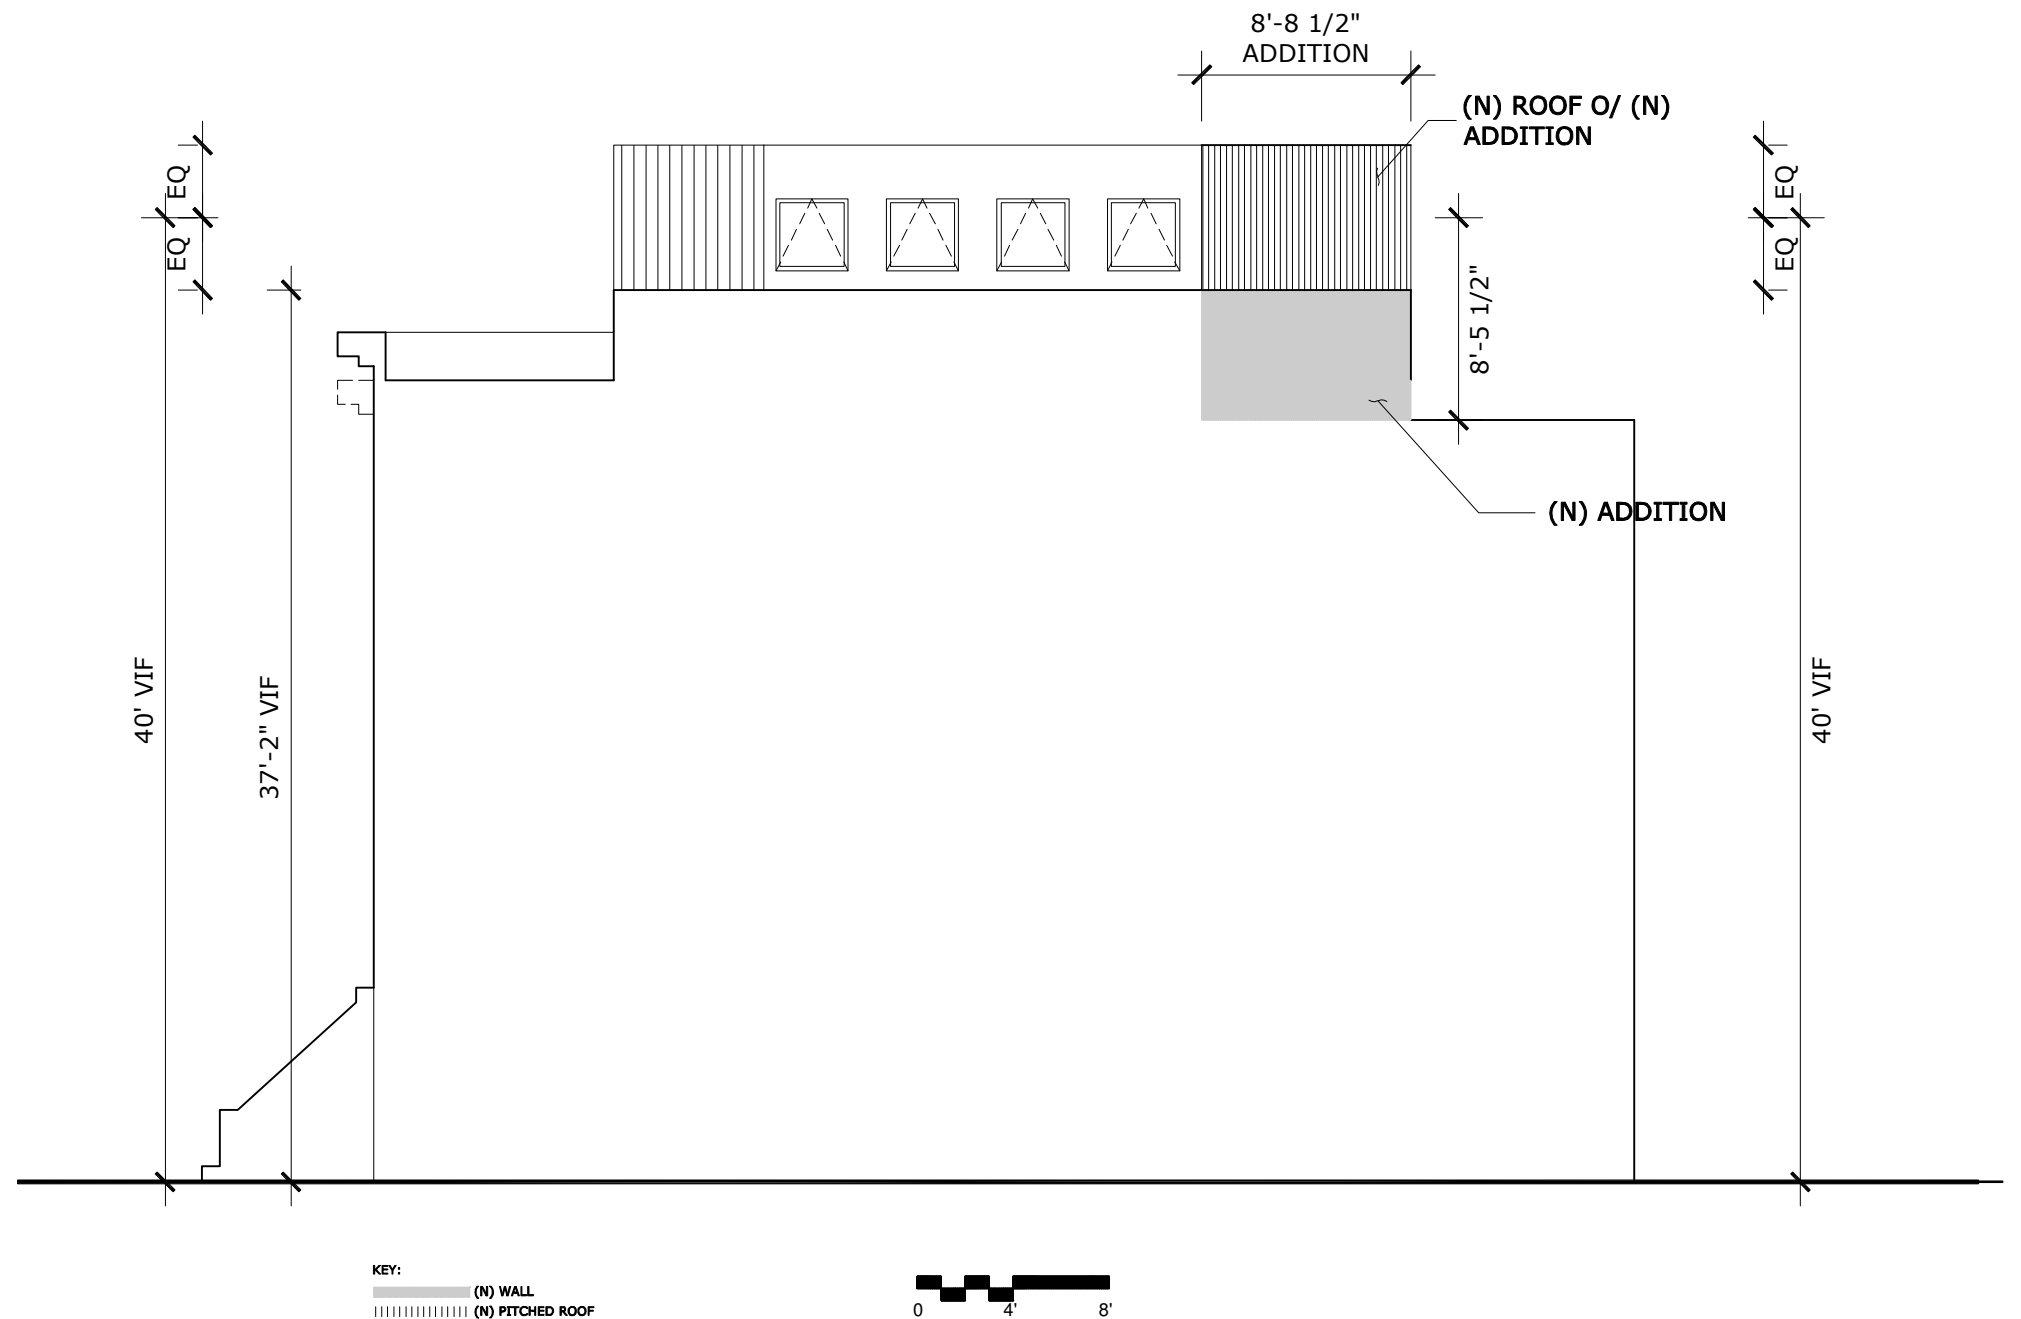 8'-8 1/2"
ADDITION
(N) ROOF O/ (N)
ADDITION
EQ
EQ
EQ
EQ
8'-5 1/2"
(N) ADDITION
40' VIF
37'-2" VIF
40' VIF
KEY:
(N) WALL
(N) PITCHED ROOF
0 4' 8'